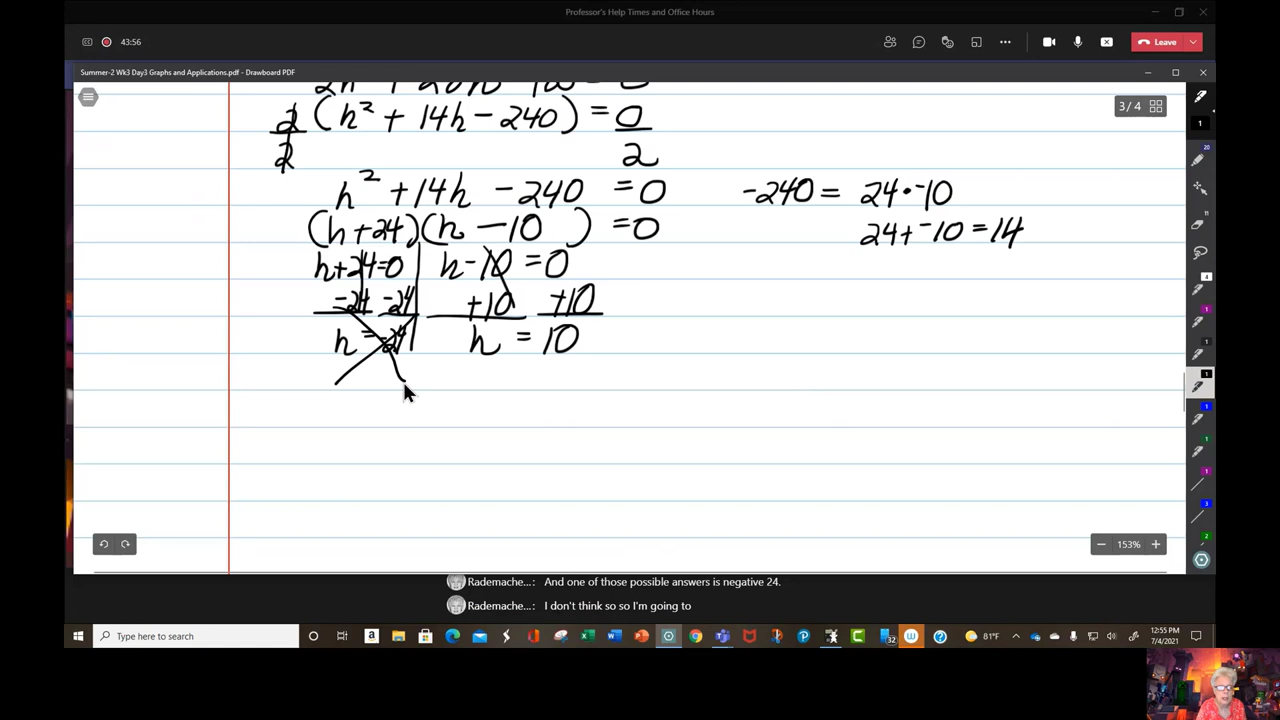 Professor's Help Times and Office Hours
43:56
Leave
Summer-2 Wk3 Day3 Graphs and Applications.pdf - Drawboard PDF
3/4
2/2 (h² + 14h - 240) = 0/2
h² + 14h - 240 = 0
-240 = 24 • -10
(h+24)(h - 10) = 0
24 + -10 = 14
h+24=0 h-10 = 0
-24 -24 +10 +10
h = -24 h = 10
153%
Rademache...: And one of those possible answers is negative 24.
Rademache...: I don't think so so I'm going to
Type here to search
81°F
12:55 PM
7/4/2021